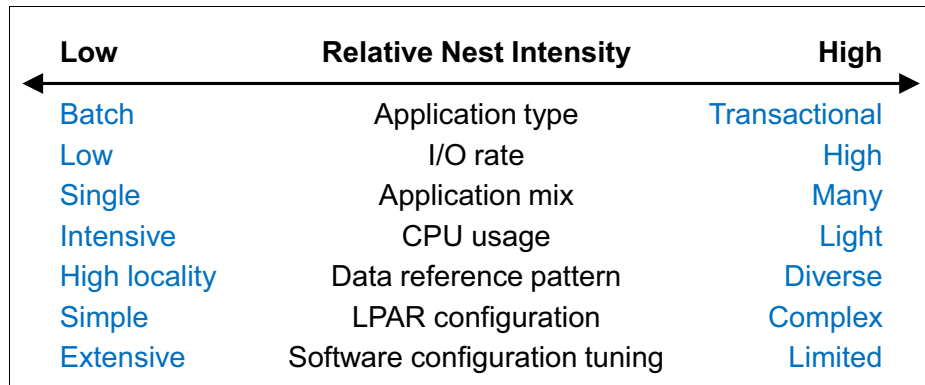 Low Relative Nest Intensity High
Batch Application type Transactional
Low I/O rate High
Single Application mix Many
Intensive CPU usage Light
High locality Data reference pattern Diverse
Simple LPAR configuration Complex
Extensive Software configuration tuning Limited